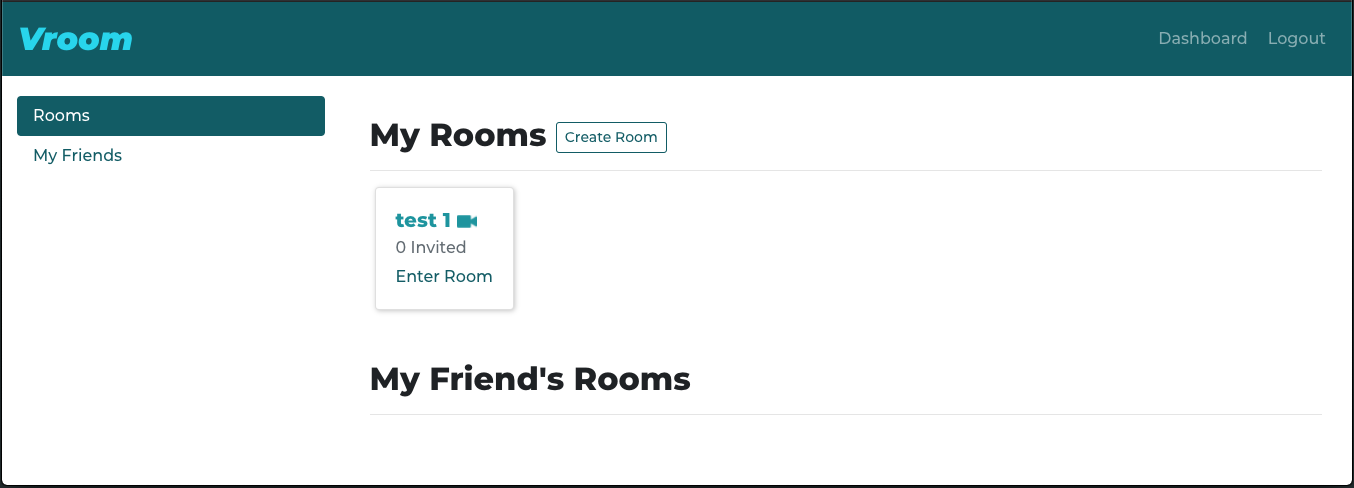 Vroom
Dashboard Logout
Rooms
My Friends
My Rooms Create Room
test 1
0 Invited
Enter Room
My Friend's Rooms